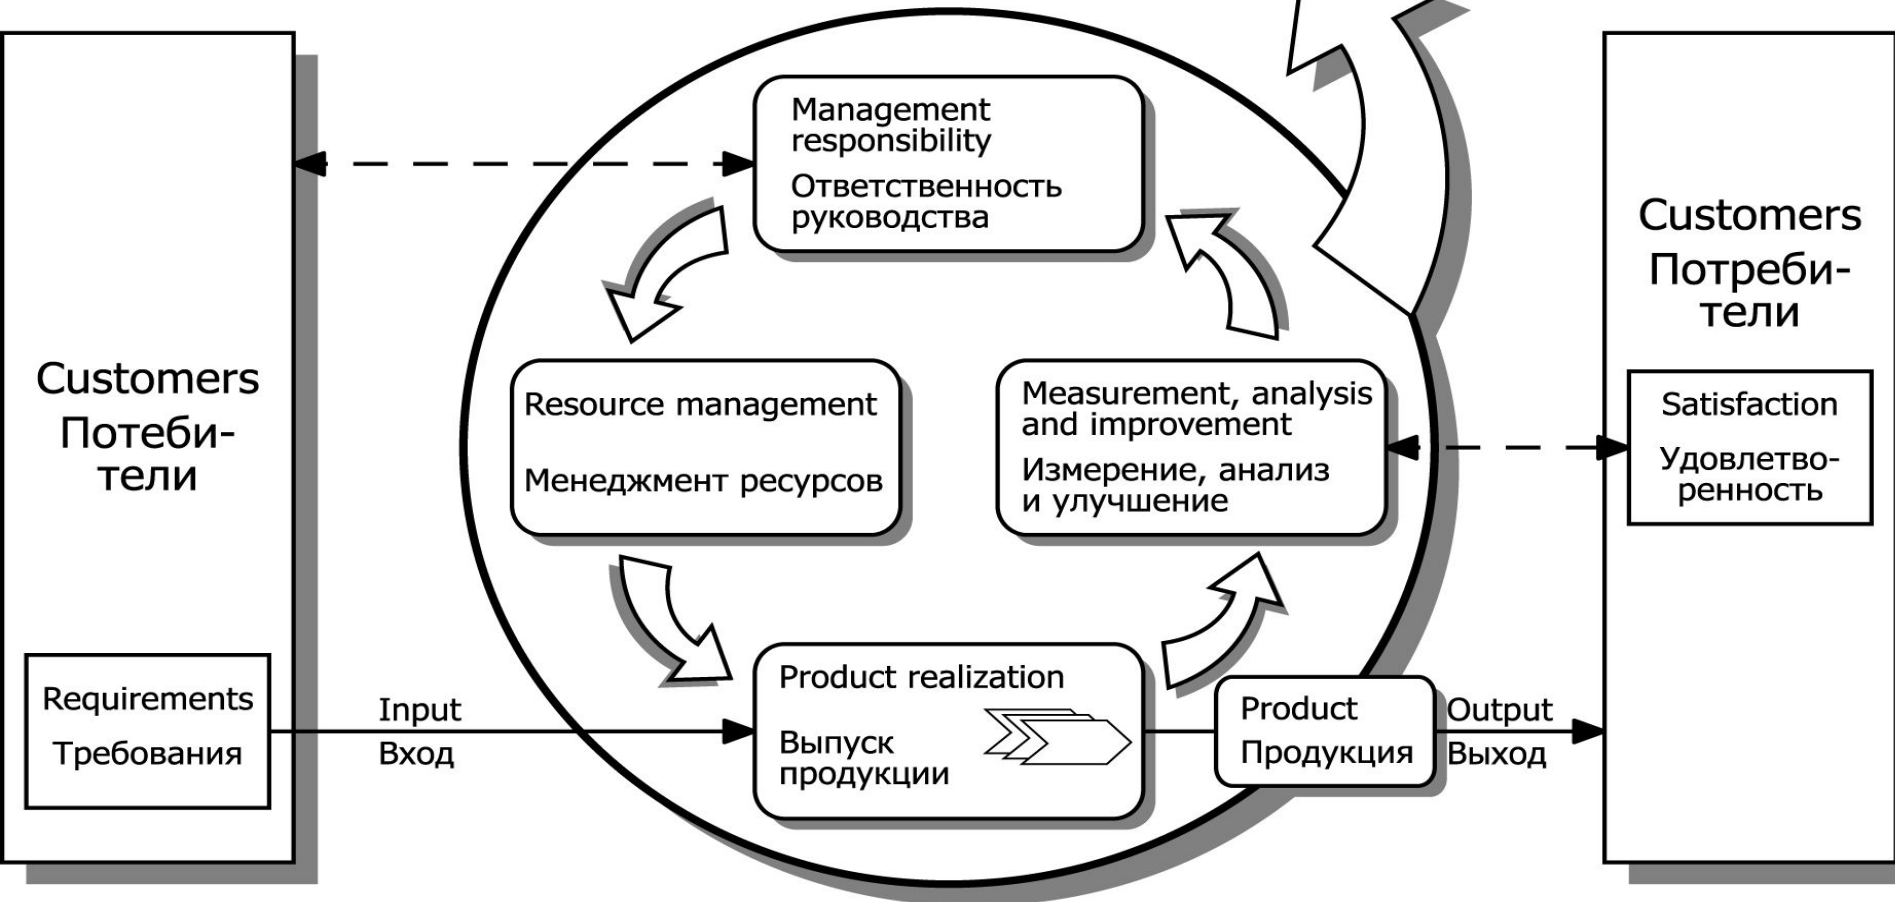 Customers
Потеби-
тели
Requirements
Требования
Input
Вход
Management
responsibility
Ответственность
руководства
Resource management
Менеджмент ресурсов
Measurement, analysis
and improvement
Измерение, анализ
и улучшение
Product realization
Выпуск
продукции
Product
Продукция
Output
Выход
Customers
Потреби-
тели
Satisfaction
Удовлетво-
ренность